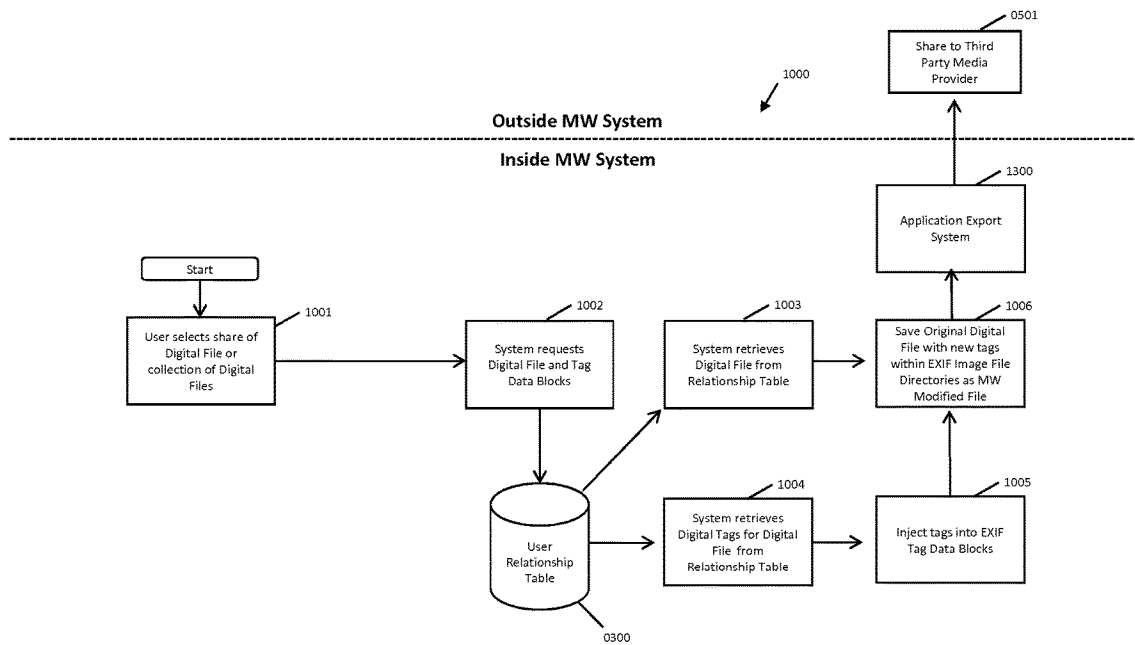 0501
Share to Third
Party Media
Provider
1000
Outside MW System
Inside MW System
1300
Application Export
System
Start
1001
User selects share of
Digital File or
collection of Digital
Files
1002
System requests
Digital File and Tag
Data Blocks
1003
System retrieves
Digital File from
Relationship Table
1006
Save Original Digital
File with new tags
within EXIF Image File
Directories as MW
Modified File
User
Relationship
Table
0300
1004
System retrieves
Digital Tags for Digital
File from
Relationship Table
1005
Inject tags into EXIF
Tag Data Blocks